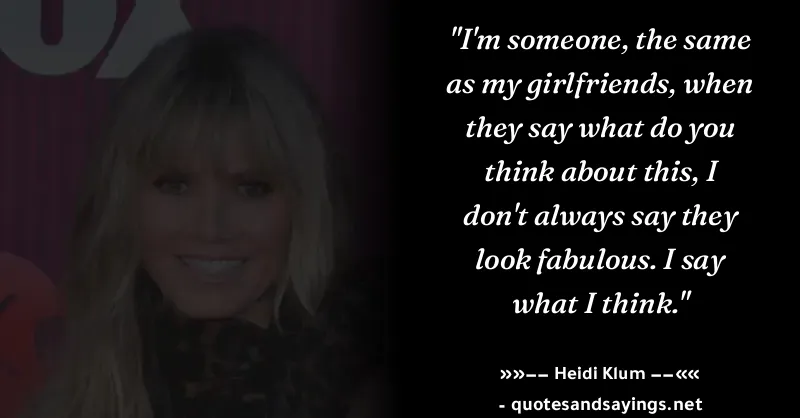 "I'm someone, the same
as my girlfriends, when
they say what do you
think about this, I
don't always say they
look fabulous. I say
what I think."
»»—— Heidi Klum ——««
- quotesandsayings.net